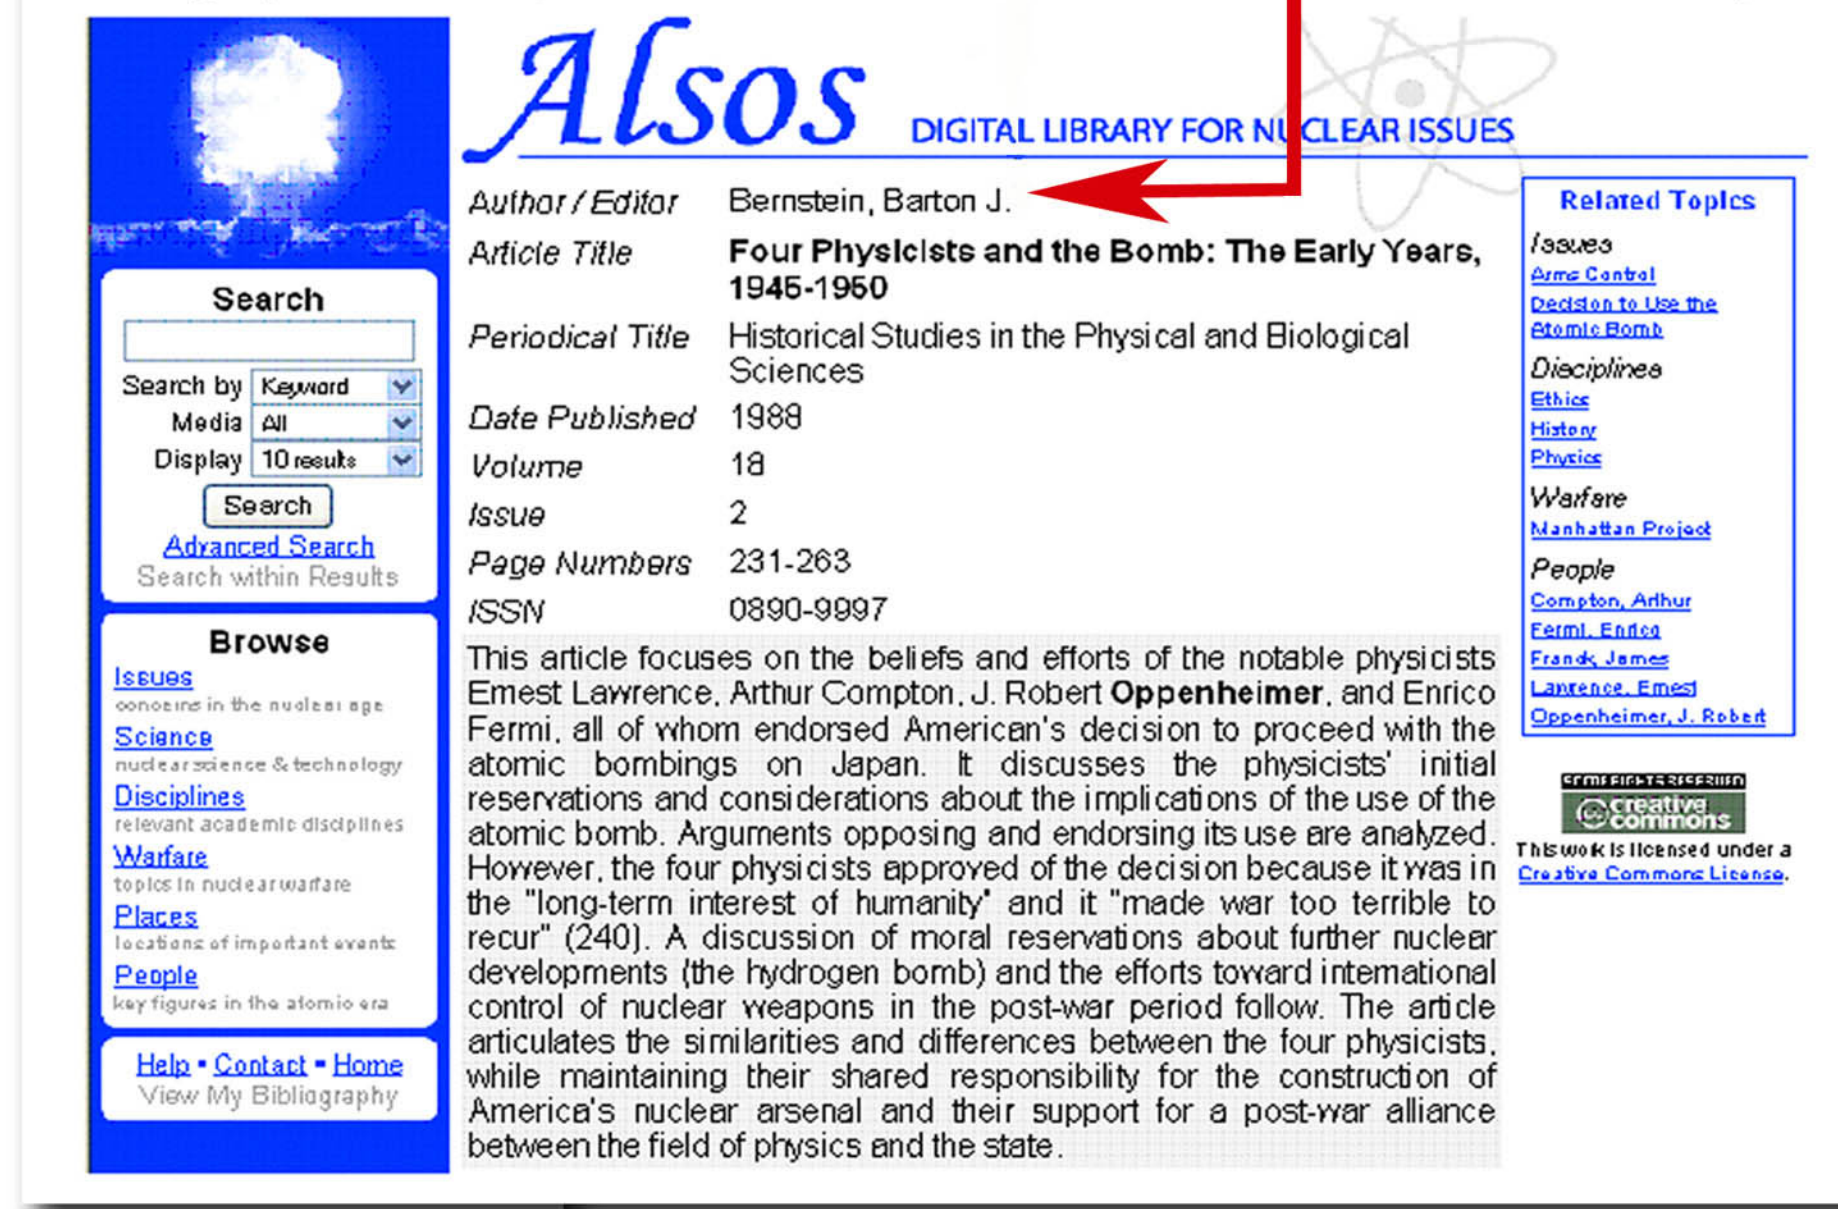 Alsos
DIGITAL LIBRARY FOR NUCLEAR ISSUES
Search
Search by Keyword
Media All
Display 10 results
Search
Advanced Search
Search within Results
Browse
Issues
concerns in the nuclear age
Science
nuclear science & technology
Disciplines
relevant academic disciplines
Warfare
topics in nuclear warfare
Places
locations of important events
People
key figures in the atomic era
Help ▪ Contact ▪ Home
View My Bibliography
Author / Editor Bernstein, Barton J.
Article Title Four Physicists and the Bomb: The Early Years,
1945-1950
Periodical Title Historical Studies in the Physical and Biological
Sciences
Date Published 1988
Volume 18
Issue 2
Page Numbers 231-263
ISSN 0890-9997
This article focuses on the beliefs and efforts of the notable physicists
Ernest Lawrence, Arthur Compton, J. Robert Oppenheimer, and Enrico
Fermi, all of whom endorsed American's decision to proceed with the
atomic bombings on Japan. It discusses the physicists' initial
reservations and considerations about the implications of the use of the
atomic bomb. Arguments opposing and endorsing its use are analyzed.
However, the four physicists approved of the decision because it was in
the "long-term interest of humanity" and it "made war too terrible to
recur" (240). A discussion of moral reservations about further nuclear
developments (the hydrogen bomb) and the efforts toward international
control of nuclear weapons in the post-war period follow. The article
articulates the similarities and differences between the four physicists,
while maintaining their shared responsibility for the construction of
America's nuclear arsenal and their support for a post-war alliance
between the field of physics and the state.
Related Topics
Issues
Arms Control
Decision to Use the
Atomic Bomb
Disciplines
Ethics
History
Physics
Warfare
Manhattan Project
People
Compton, Arthur
Fermi, Enrico
Franck, James
Lawrence, Ernest
Oppenheimer, J. Robert
SOME RIGHTS RESERVED
creative
commons
This work is licensed under a
Creative Commons License.